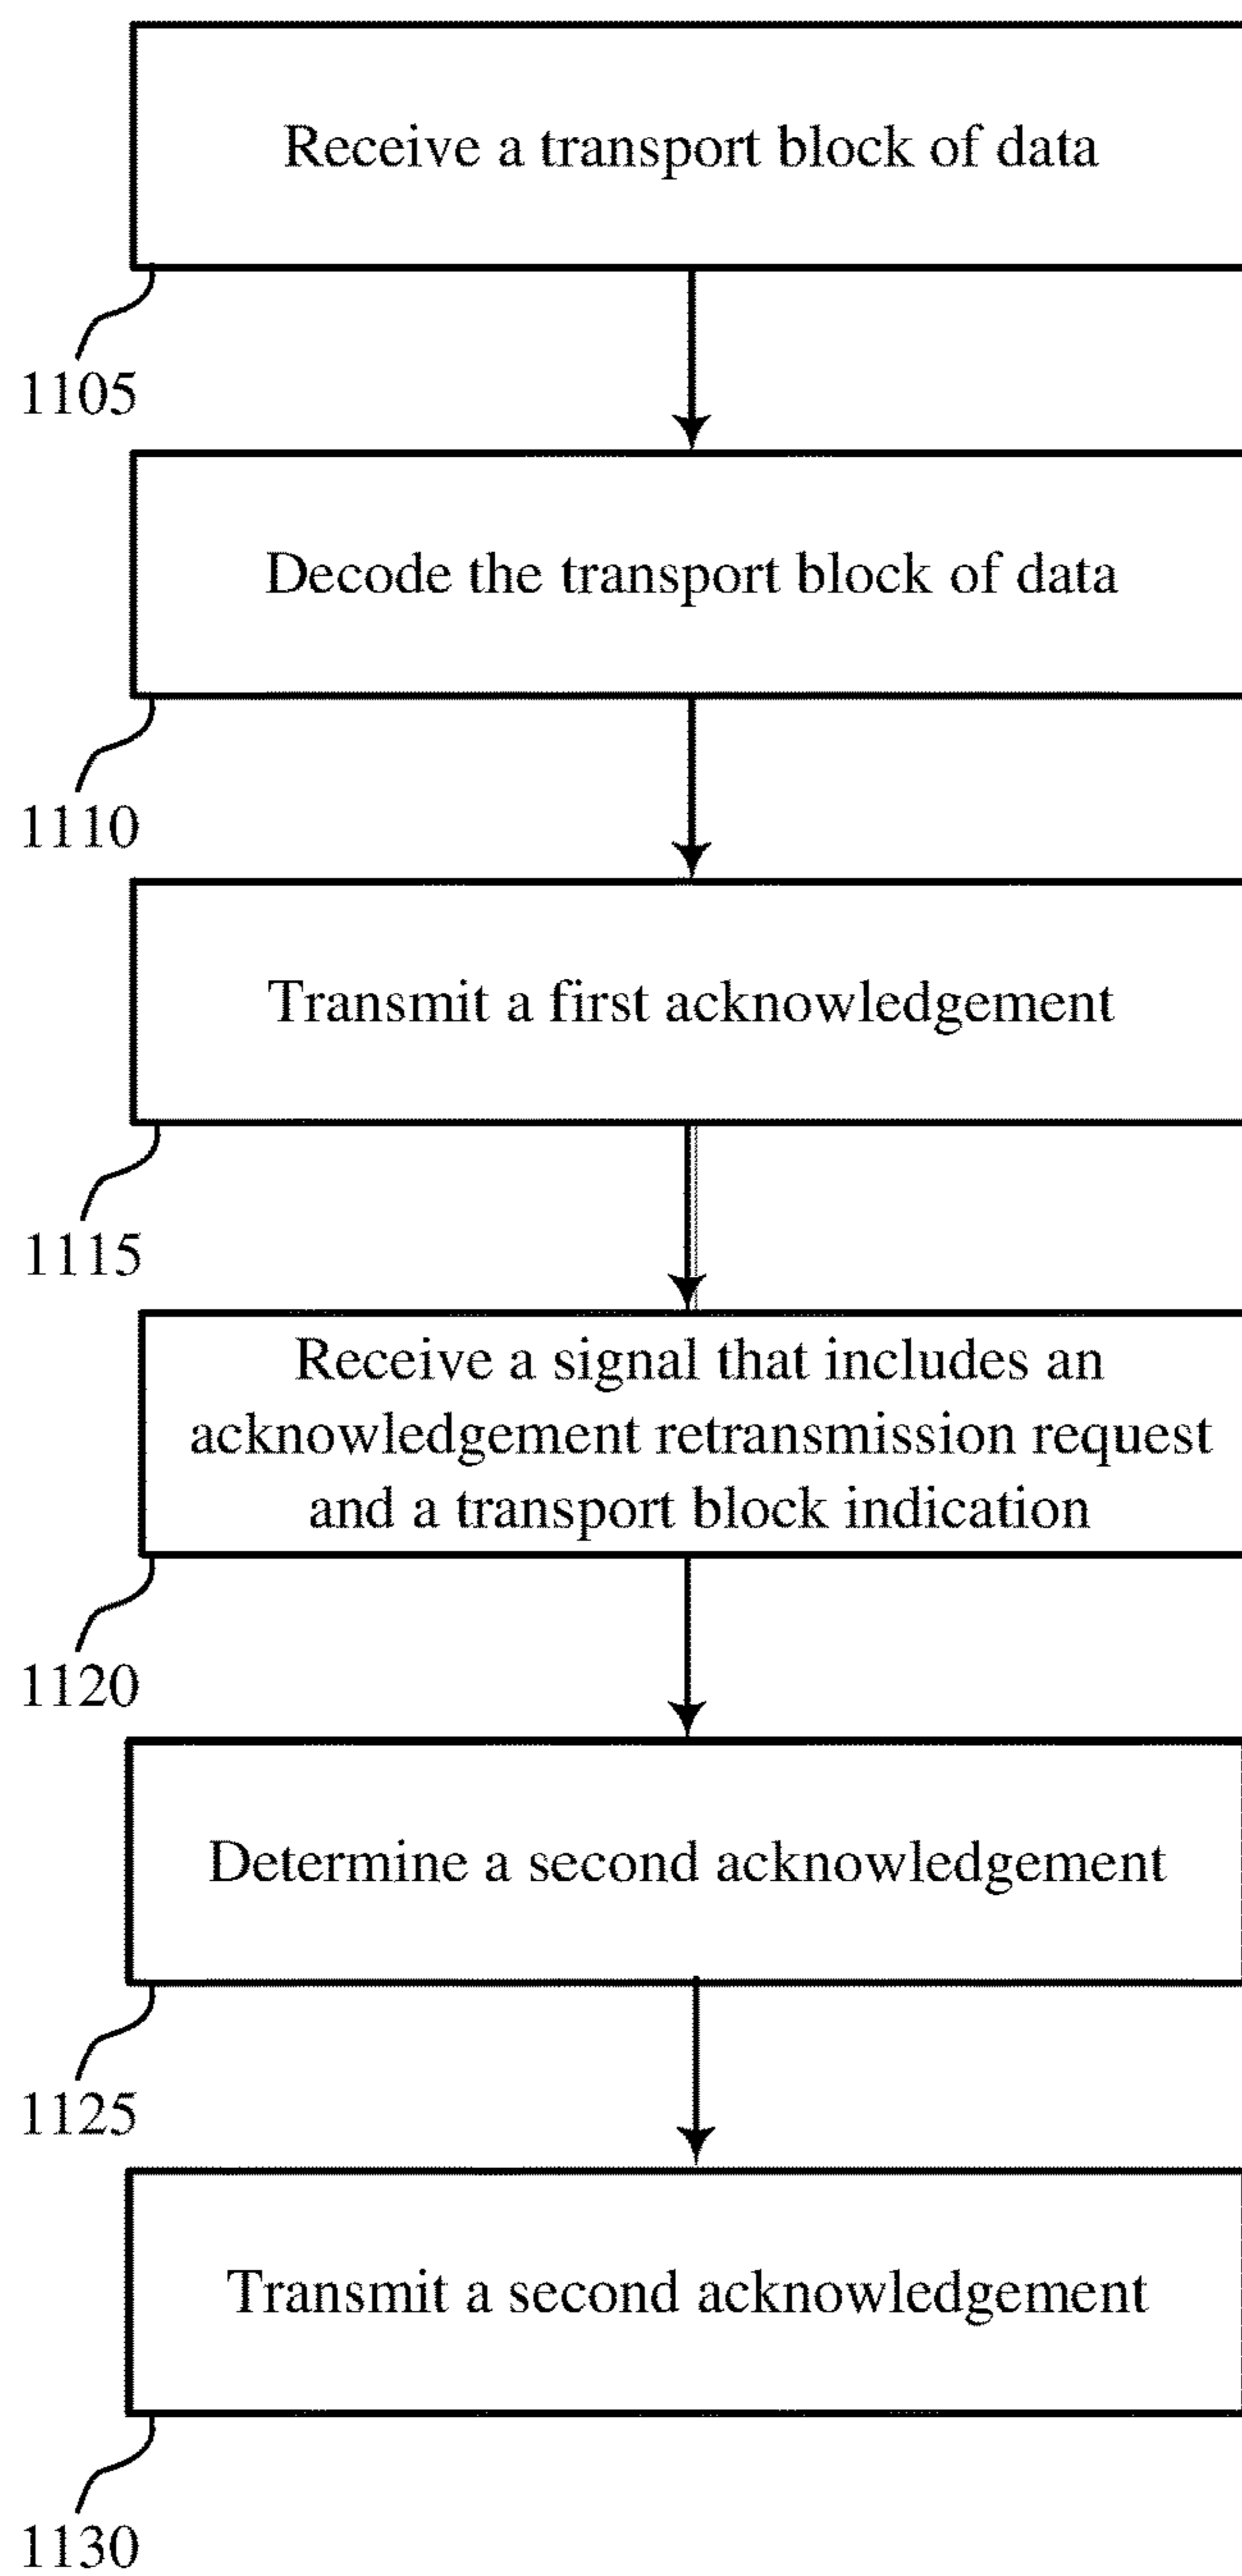 Receive a transport block of data
1105
Decode the transport block of data
1110
Transmit a first acknowledgement
1115
Receive a signal that includes an
acknowledgement retransmission request
and a transport block indication
1120
Determine a second acknowledgement
1125
Transmit a second acknowledgement
1130